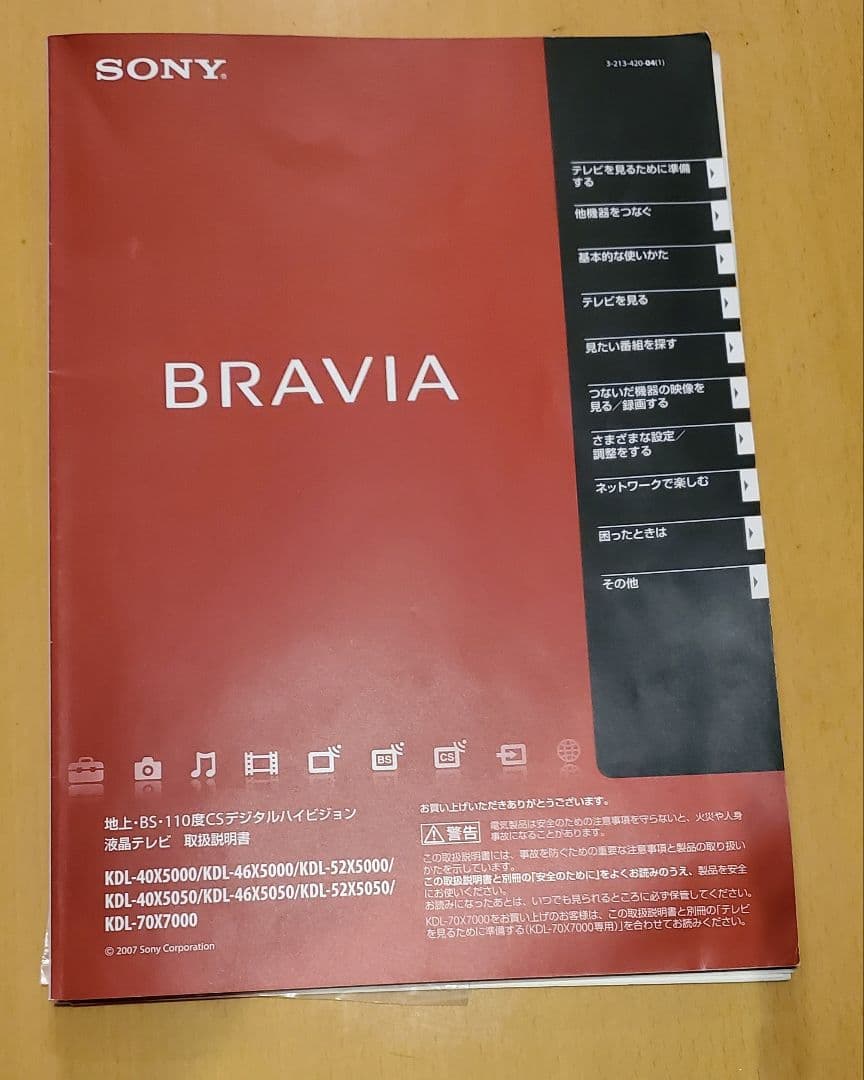 SONY®
3-213-420-04(1)
テレビを見るために準備
する
他機器をつなぐ
基本的な使いかた
テレビを見る
見たい番組を探す
つないだ機器の映像を
見る／録画する
さまざまな設定／
調整をする
ネットワークで楽しむ
困ったときは
その他
BRAVIA
BS
CS
地上・BS・110度CSデジタルハイビジョン
液晶テレビ 取扱説明書
KDL-40X5000/KDL-46X5000/KDL-52X5000/
KDL-40X5050/KDL-46X5050/KDL-52X5050/
KDL-70X7000
© 2007 Sony Corporation
お買い上げいただきありがとうございます。
警告
電気製品は安全のための注意事項を守らないと、火災や人身
事故になることがあります。
この取扱説明書には、事故を防ぐための重要な注意事項と製品の取り扱い
かたを示しています。
この取扱説明書と別冊の「安全のために」をよくお読みのうえ、製品を安全
にお使いください。
お読みになったあとは、いつでも見られるところに必ず保管してください。
KDL-70X7000をお買い上げのお客様は、この取扱説明書と別冊の「テレビ
を見るために準備する（KDL-70X7000専用）」を合わせてお読みください。